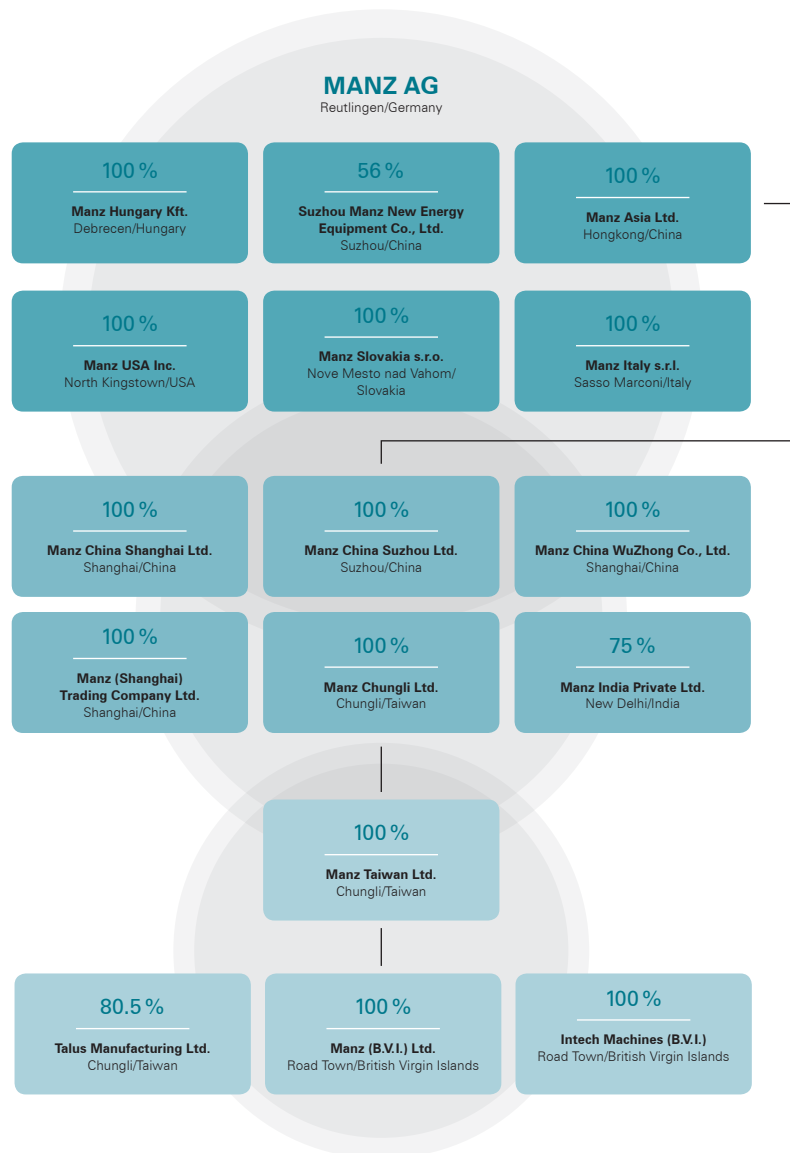 MANZ AG
Reutlingen/Germany
100 %
Manz Hungary Kft.
Debrecen/Hungary
56 %
Suzhou Manz New Energy
Equipment Co., Ltd.
Suzhou/China
100 %
Manz Asia Ltd.
Hongkong/China
100 %
Manz USA Inc.
North Kingstown/USA
100 %
Manz Slovakia s.r.o.
Nove Mesto nad Vahom/
Slovakia
100 %
Manz Italy s.r.l.
Sasso Marconi/Italy
100 %
Manz China Shanghai Ltd.
Shanghai/China
100 %
Manz China Suzhou Ltd.
Suzhou/China
100 %
Manz China WuZhong Co., Ltd.
Shanghai/China
100 %
Manz (Shanghai)
Trading Company Ltd.
Shanghai/China
100 %
Manz Chungli Ltd.
Chungli/Taiwan
75 %
Manz India Private Ltd.
New Delhi/India
100 %
Manz Taiwan Ltd.
Chungli/Taiwan
80.5 %
Talus Manufacturing Ltd.
Chungli/Taiwan
100 %
Manz (B.V.I.) Ltd.
Road Town/British Virgin Islands
100 %
Intech Machines (B.V.I.)
Road Town/British Virgin Islands